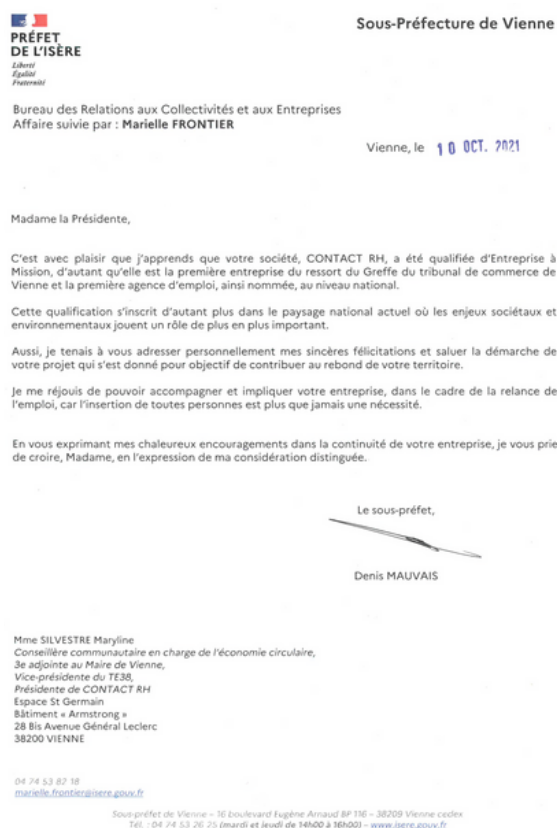 PRÉFET
DE L'ISÈRE
Liberté
Égalité
Fraternité
Sous-Préfecture de Vienne
Bureau des Relations aux Collectivités et aux Entreprises
Affaire suivie par : Marielle FRONTIER
Vienne, le 10 OCT. 2021
Madame la Présidente,
C'est avec plaisir que j'apprends que votre société, CONTACT RH, a été qualifiée d'Entreprise à
Mission, d'autant qu'elle est la première entreprise du ressort du Greffe du tribunal de commerce de
Vienne et la première agence d'emploi, ainsi nommée, au niveau national.
Cette qualification s'inscrit d'autant plus dans le paysage national actuel où les enjeux sociétaux et
environnementaux jouent un rôle de plus en plus important.
Aussi, je tenais à vous adresser personnellement mes sincères félicitations et saluer la démarche de
votre projet qui s'est donné pour objectif de contribuer au rebond de votre territoire.
Je me réjouis de pouvoir accompagner et impliquer votre entreprise, dans le cadre de la relance de
l'emploi, car l'insertion de toutes personnes est plus que jamais une nécessité.
En vous exprimant mes chaleureux encouragements dans la continuité de votre entreprise, je vous prie
de croire, Madame, en l'expression de ma considération distinguée.
Le sous-préfet,
Denis MAUVAIS
Mme SILVESTRE Maryline
Conseillère communautaire en charge de l'économie circulaire,
3e adjointe au Maire de Vienne,
Vice-présidente du TE38,
Présidente de CONTACT RH
Espace St Germain
Bâtiment « Armstrong »
28 Bis Avenue Général Leclerc
38200 VIENNE
04 74 53 82 18
marielle.frontier@isere.gouv.fr
Sous-préfet de Vienne – 16 boulevard Eugène Arnaud BP 116 – 38209 Vienne cedex
Tél. : 04 74 53 26 25 (mardi et jeudi de 14h00 à 16h00) – www.isere.gouv.fr